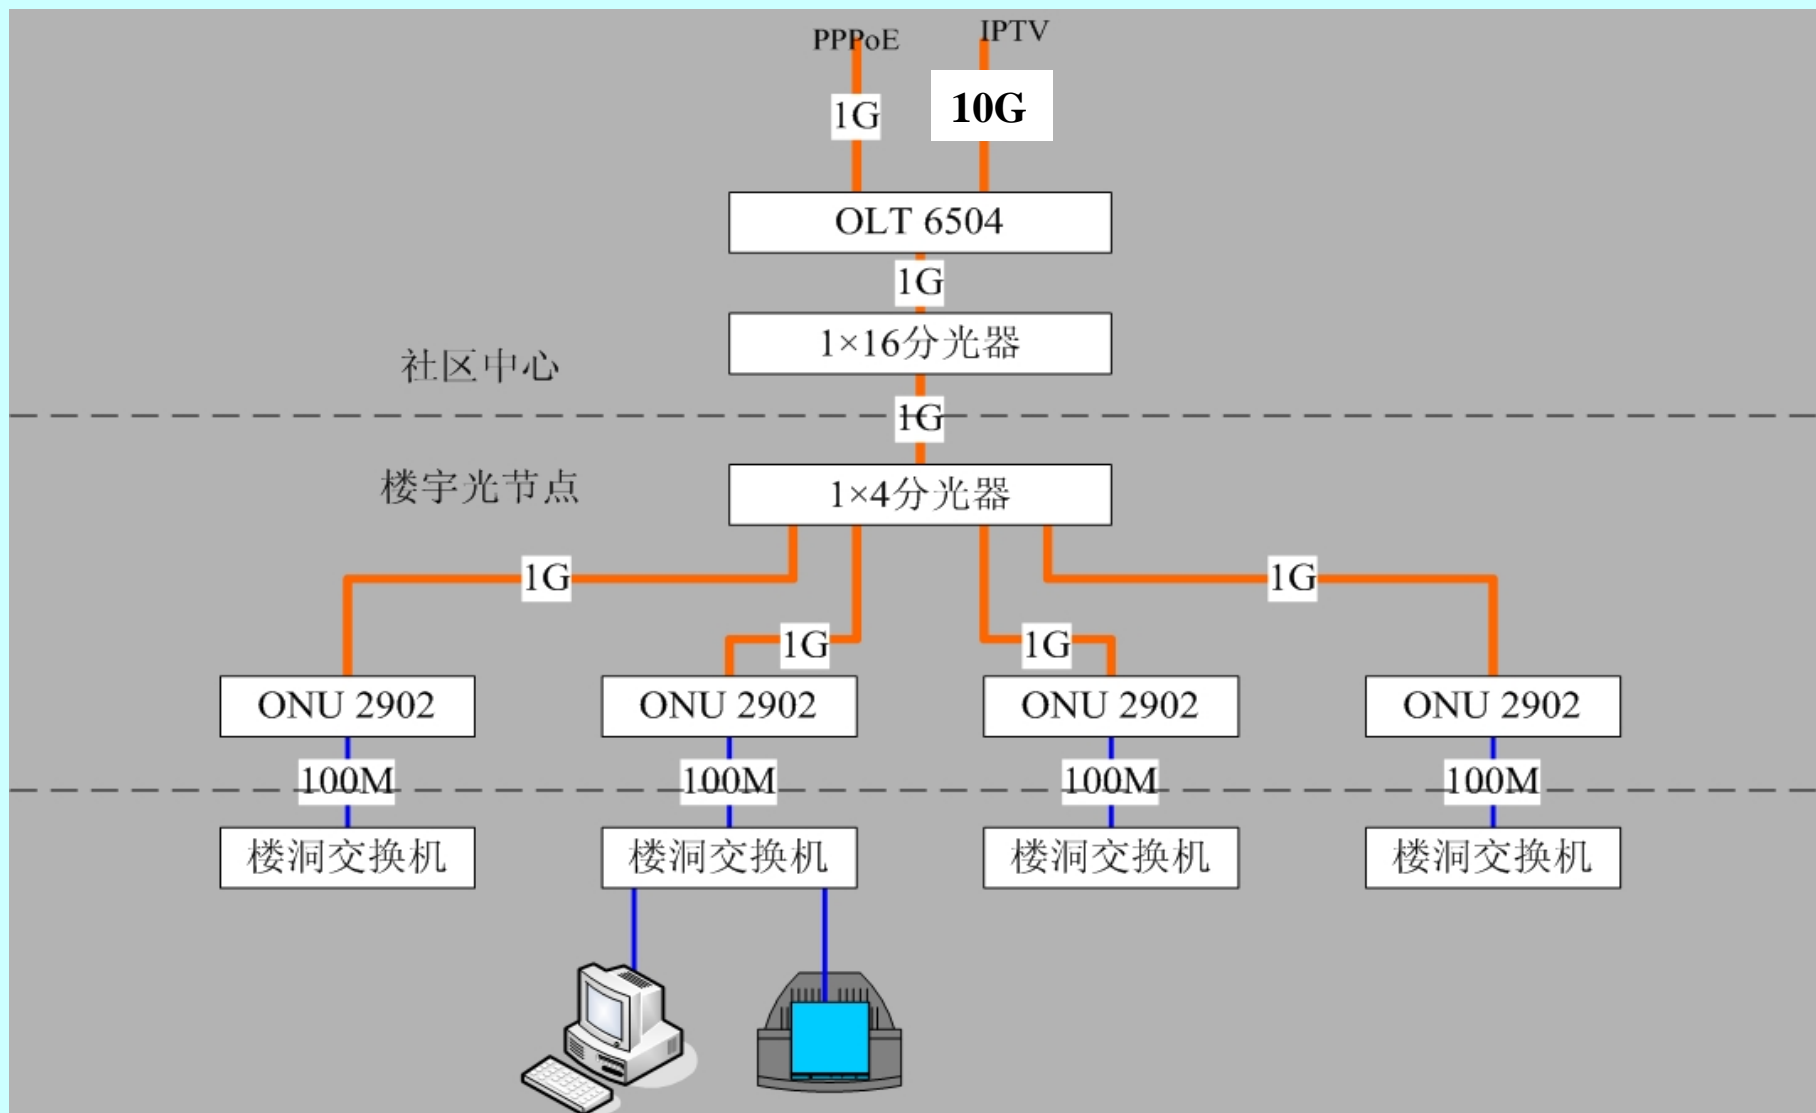 PPPoE
IPTV
1G
10G
OLT 6504
1G
1×16分光器
社区中心
1G
楼宇光节点
1×4分光器
1G
1G
1G
1G
ONU 2902
ONU 2902
ONU 2902
ONU 2902
100M
100M
100M
100M
楼洞交换机
楼洞交换机
楼洞交换机
楼洞交换机